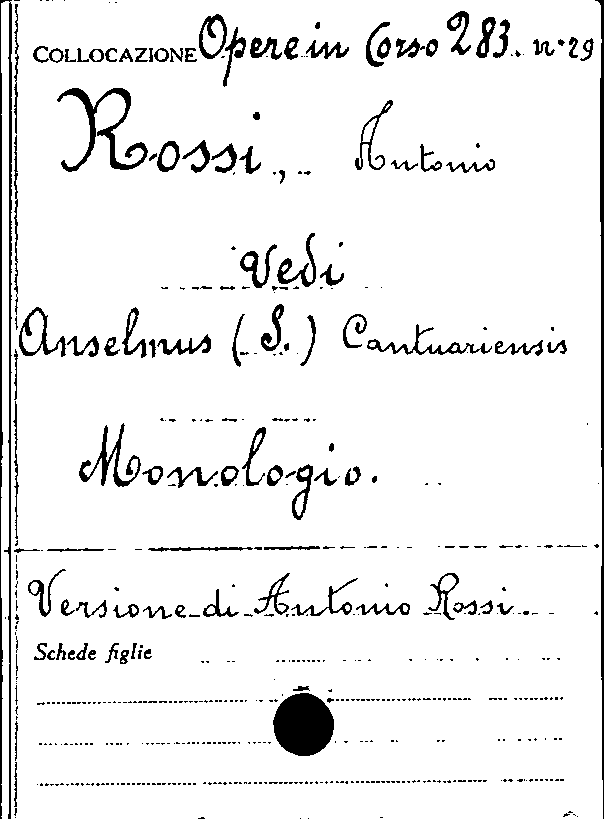 COLLOCAZIONE Opere in Corso 283. n. 29
Rossi, Antonio
Vedi
Anselmus (S.) Cantuariensis
Monologio.
Versione di Antonio Rossi.
Schede figlie